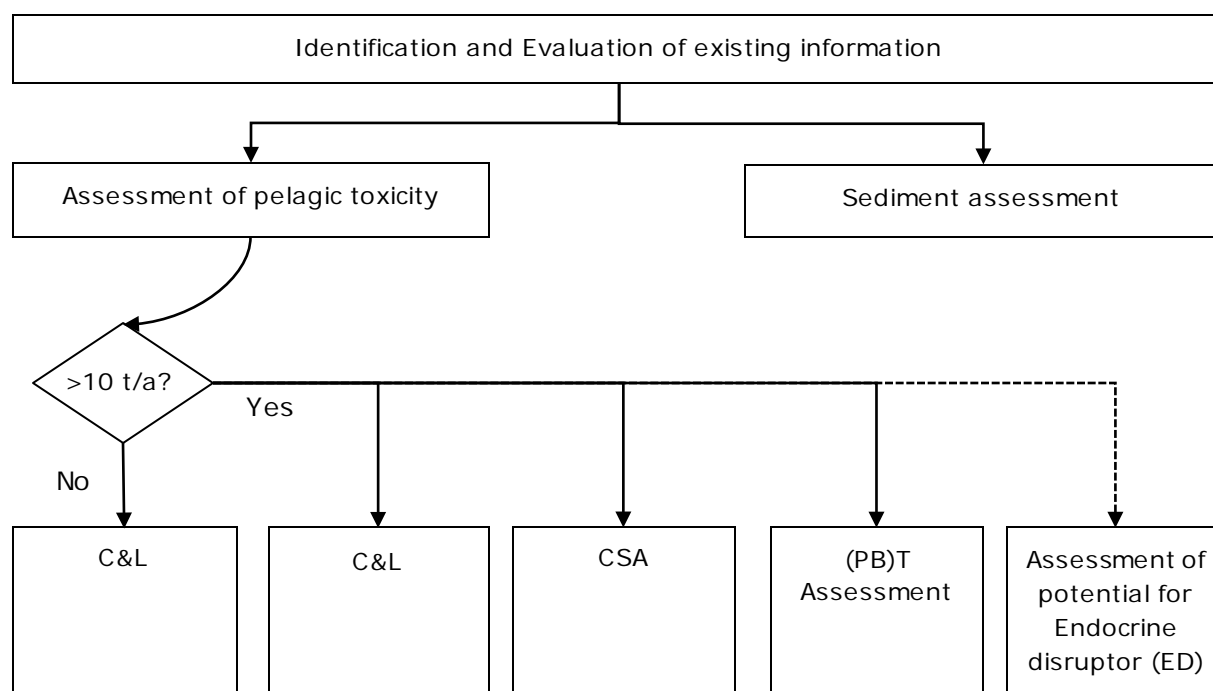 Identification and Evaluation of existing information
Assessment of pelagic toxicity
Sediment assessment
>10 t/a?
Yes
No
C&L
C&L
CSA
(PB)T
Assessment
Assessment of
potential for
Endocrine
disruptor (ED)